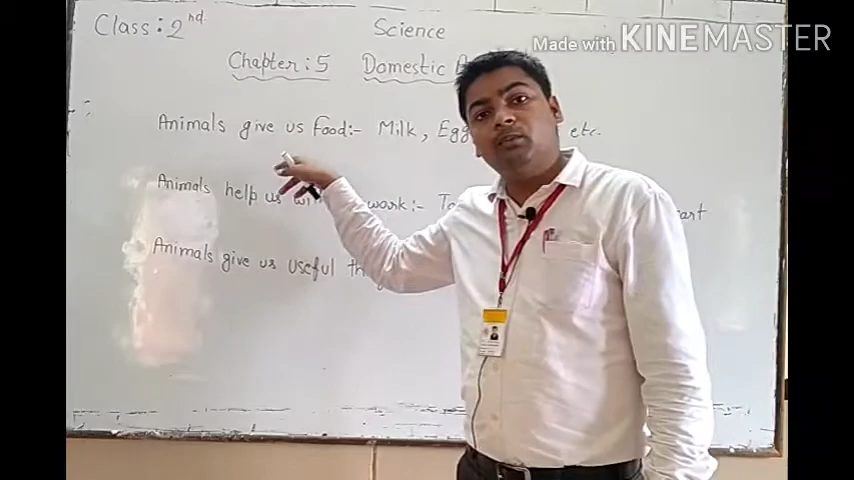 Class: 2nd.
Science
Made with KINEMASTER
Chapter: 5 Domestic
Animals give us Food:- Milk, Egg etc.
Animals help us work:-
Animals give us useful